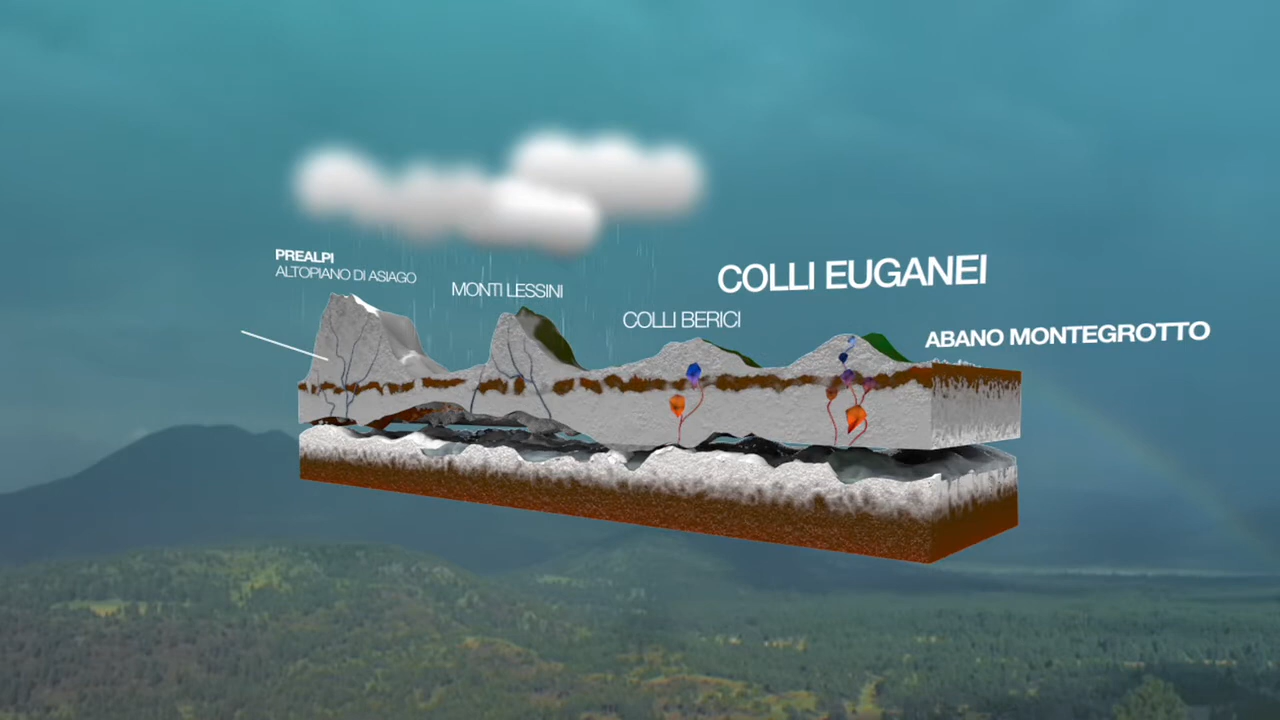 PREALPI
ALTOPIANO DI ASIAGO
MONTI LESSINI
COLLI BERICI
COLLI EUGANEI
ABANO MONTEGROTTO